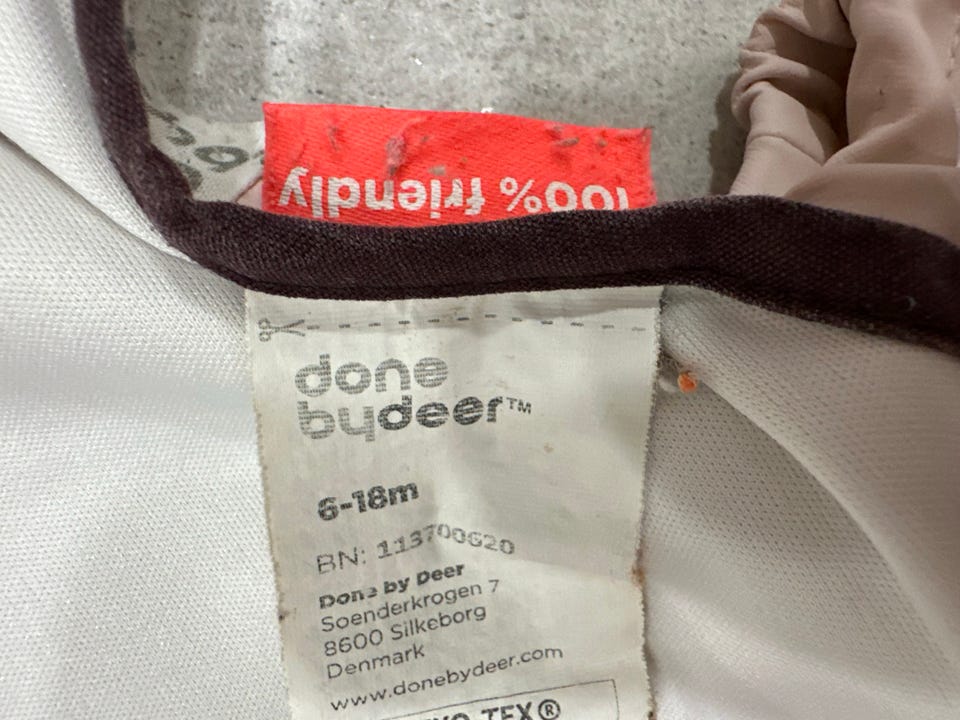 100% friendly
done
bydeer™
6-18m
BN: 113700620
Done by Deer
Soenderkrogen 7
8600 Silkeborg
Denmark
www.donebydeer.com
TEX®